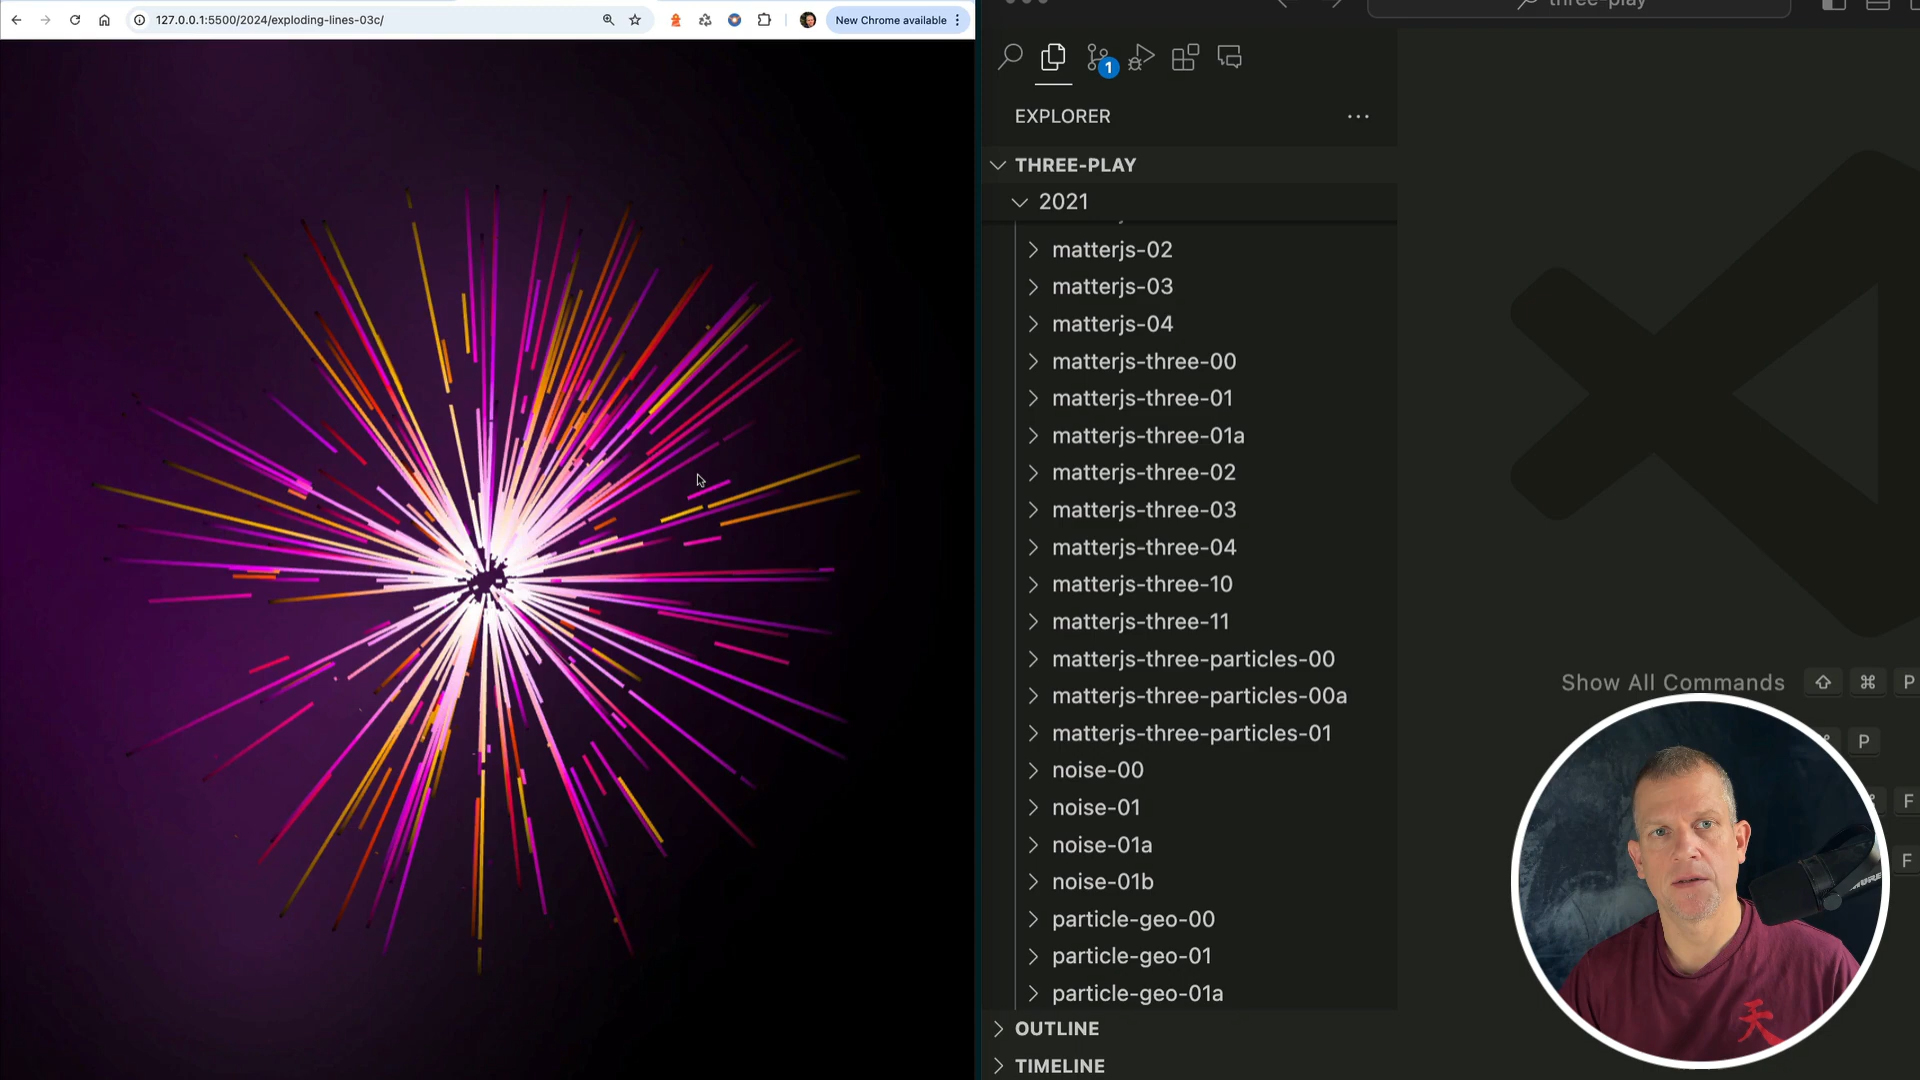 127.0.0.1:5500/2024/exploding-lines-03c/
New Chrome available
three-play
1
EXPLORER
THREE-PLAY
2021
matterjs-02
matterjs-03
matterjs-04
matterjs-three-00
matterjs-three-01
matterjs-three-01a
matterjs-three-02
matterjs-three-03
matterjs-three-04
matterjs-three-10
matterjs-three-11
matterjs-three-particles-00
matterjs-three-particles-00a
matterjs-three-particles-01
noise-00
noise-01
noise-01a
noise-01b
particle-geo-00
particle-geo-01
particle-geo-01a
OUTLINE
TIMELINE
Show All Commands ⇧ ⌘ P
P
F
F
天